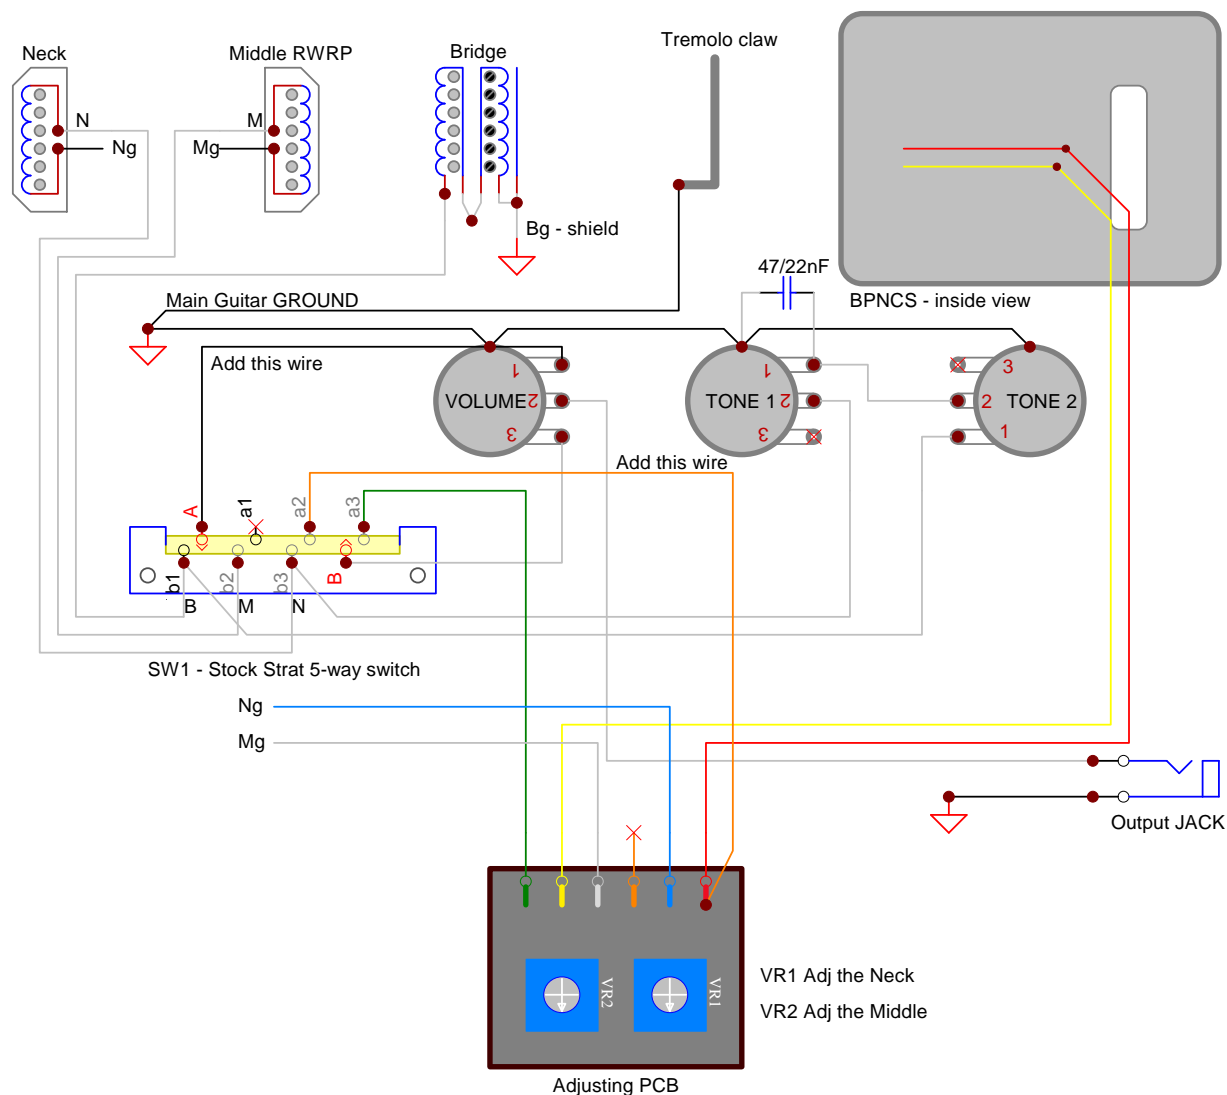 Neck
Middle RWRP
Bridge
Tremolo claw
N
Ng
M
Mg
Bg - shield
47/22nF
BPNCS - inside view
Main Guitar GROUND
Add this wire
VOLUME
1
2
3
TONE 1
1
2
3
3
2
1
TONE 2
Add this wire
A
a1
a2
a3
b1
b2
b3
B
B
M
N
SW1 - Stock Strat 5-way switch
Ng
Mg
Output JACK
VR2
VR1
VR1 Adj the Neck
VR2 Adj the Middle
Adjusting PCB